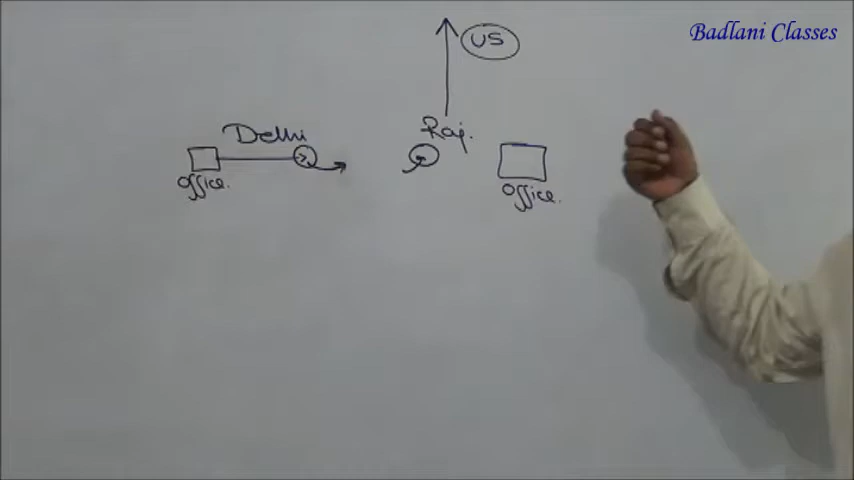 Badlani Classes
US
Delhi
Raj.
Office.
Office.